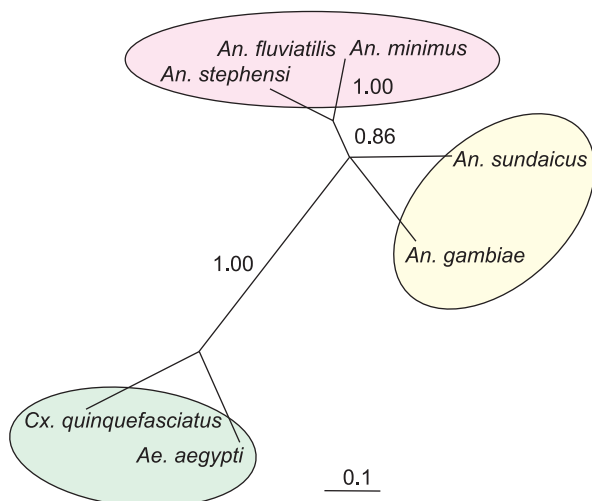 An. fluviatilis An. minimus
An. stephensi
1.00
0.86
An. sundaicus
An. gambiae
1.00
Cx. quinquefasciatus
Ae. aegypti
0.1